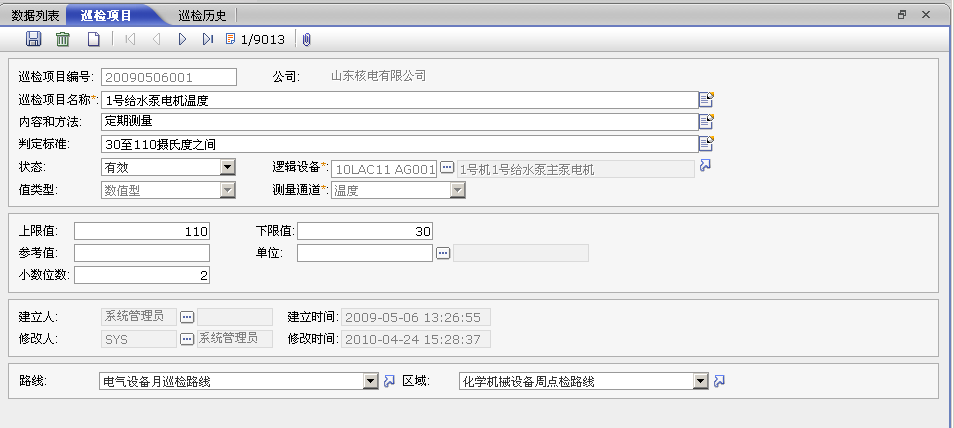 数据列表 巡检项目 巡检历史
1/9013
巡检项目编号: 20090506001 公司: 山东核电有限公司
巡检项目名称*: 1号给水泵电机温度
内容和方法: 定期测量
判定标准: 30至110摄氏度之间
状态: 有效 逻辑设备*: 10LAC11 AG001 1号机1号给水泵主泵电机
值类型: 数值型 测量通道*: 温度
上限值: 110 下限值: 30
参考值: 单位:
小数位数: 2
建立人: 系统管理员 建立时间: 2009-05-06 13:26:55
修改人: SYS 系统管理员 修改时间: 2010-04-24 15:28:37
路线: 电气设备月巡检路线 区域: 化学机械设备周点检路线